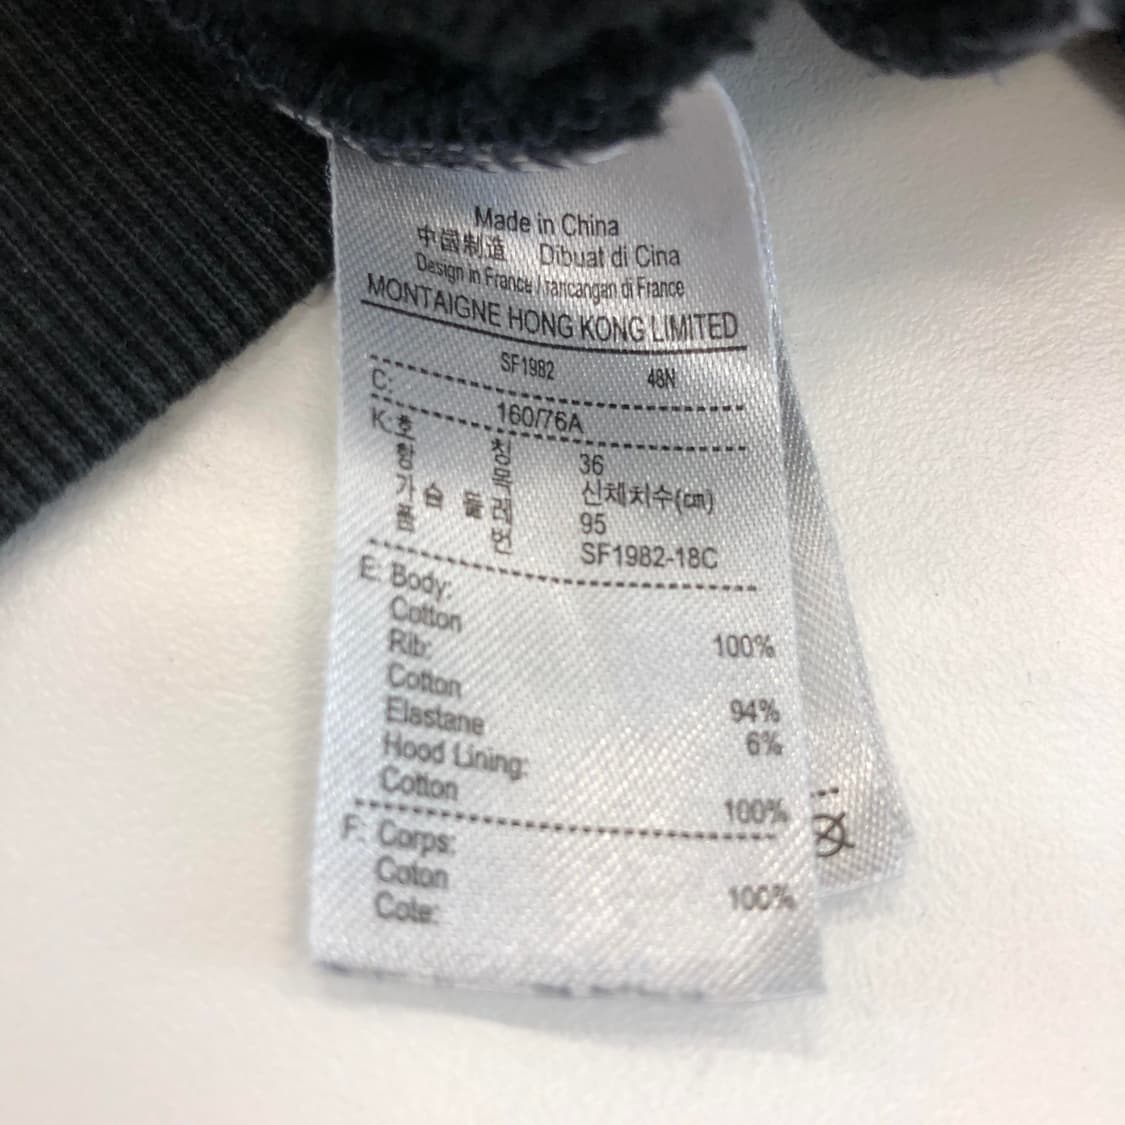 Made in China
中國制造 Dibuat di Cina
Design in France / rancangan di France
MONTAIGNE HONG KONG LIMITED
SF1982 48N
C: 160/76A
K: 호 칭 36
항 목 신체치수(cm)
가 슴 둘 레 95
품 번 SF1982-18C
E: Body:
Cotton 100%
Rib:
Cotton 94%
Elastane 6%
Hood Lining:
Cotton 100%
F: Corps:
Coton 100%
Cote: